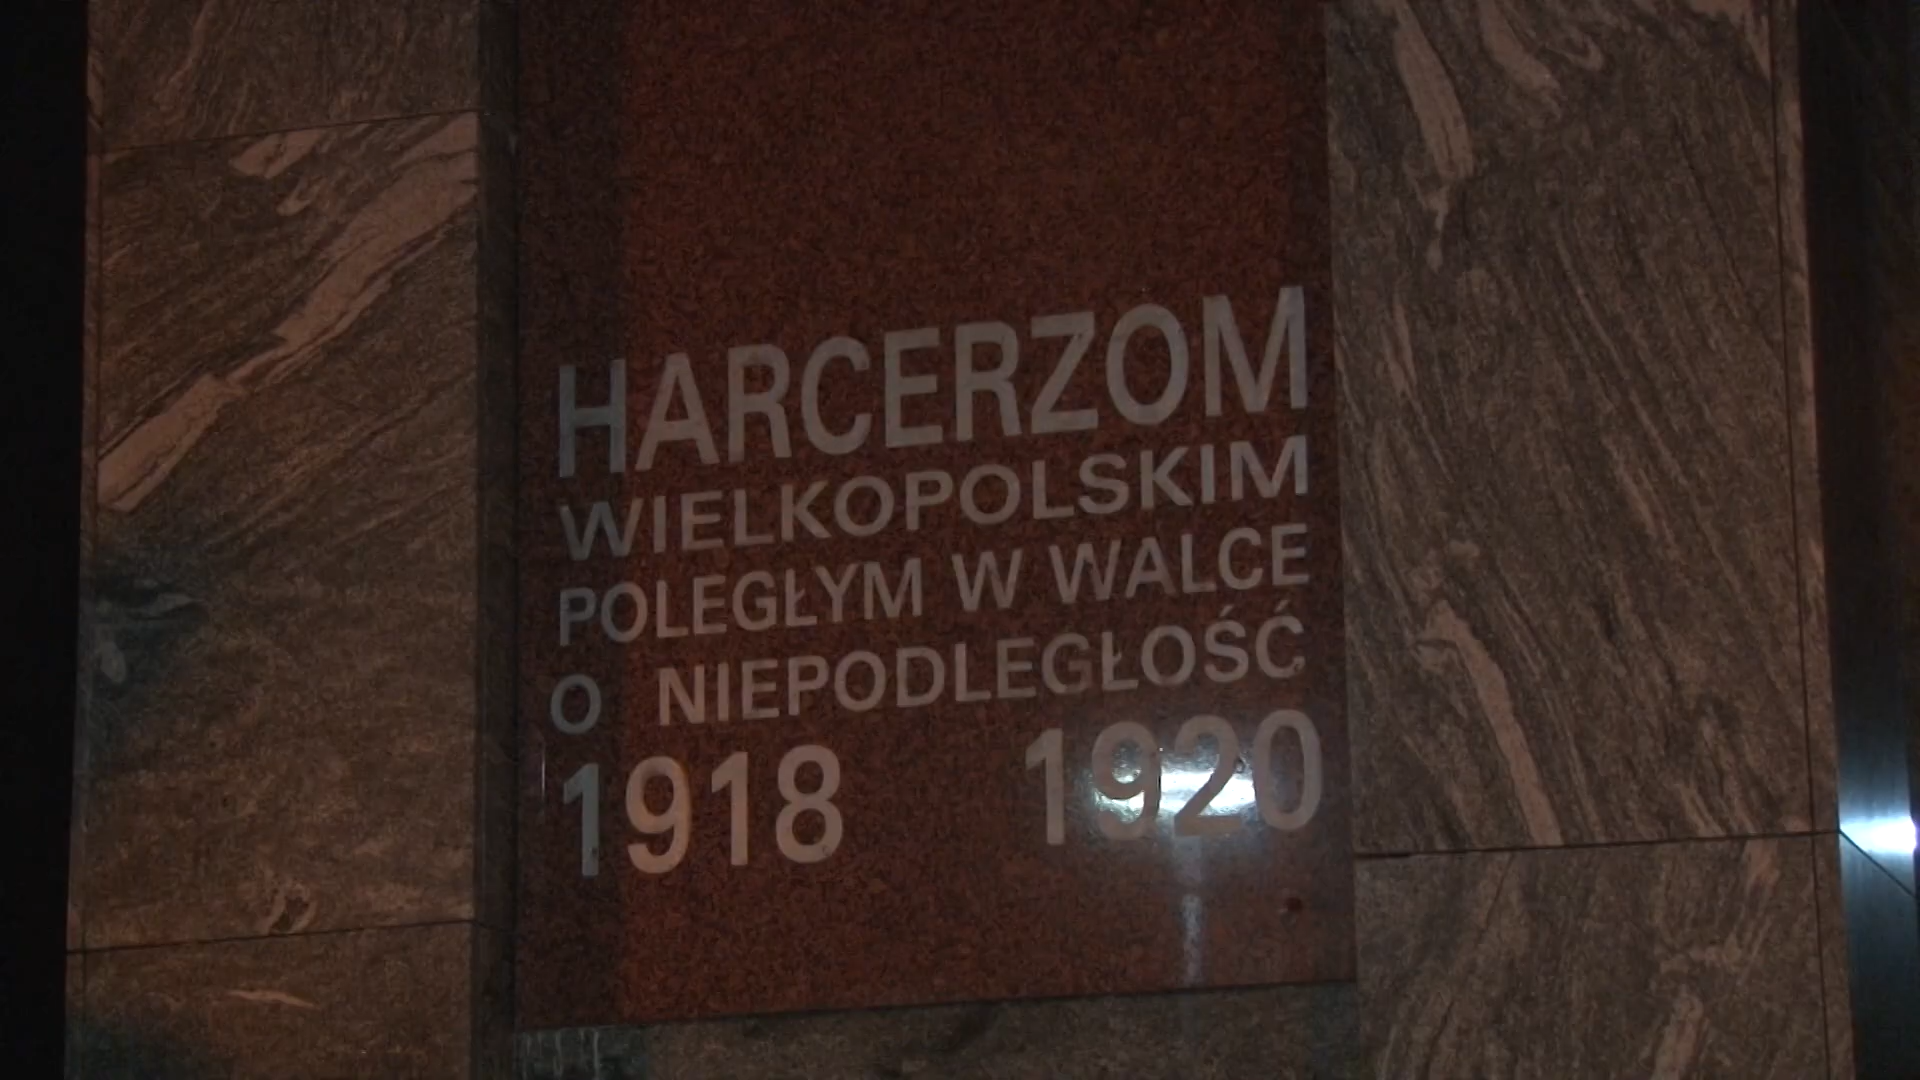 HARCERZOM
WIELKOPOLSKIM
POLEGŁYM W WALCE
O NIEPODLEGŁOŚĆ
1918 1920